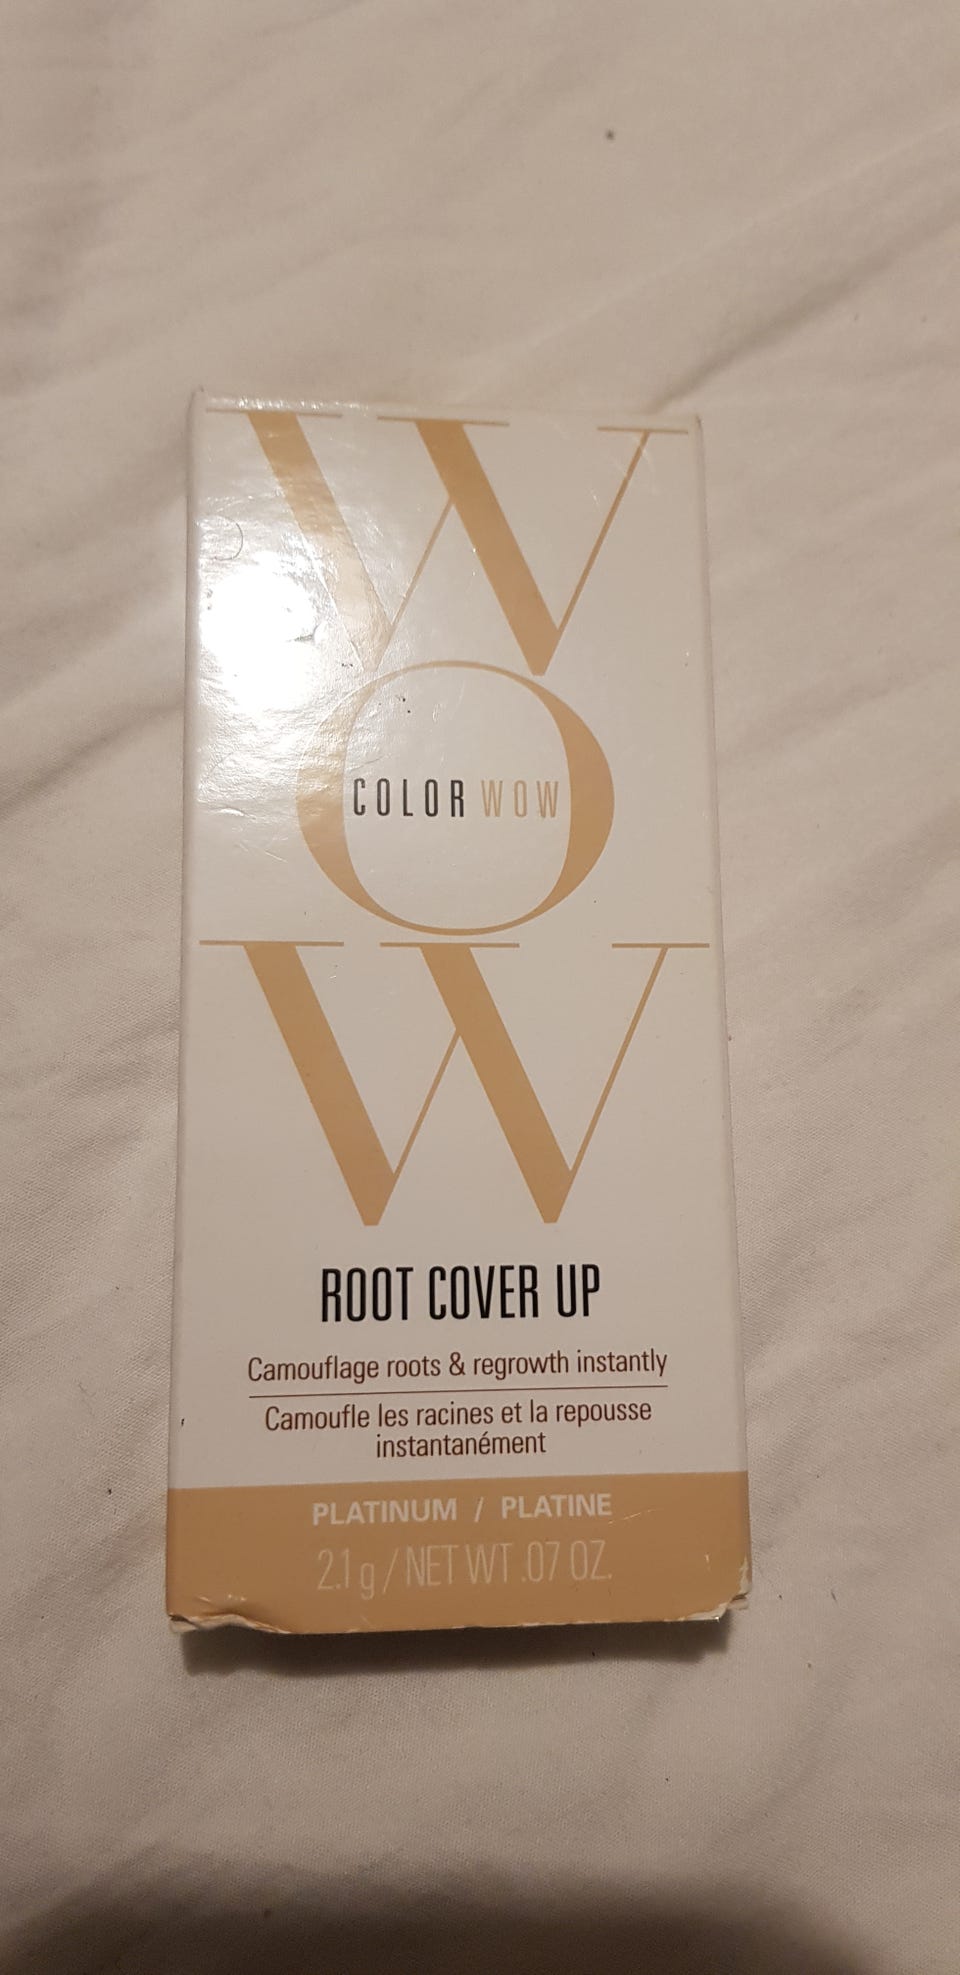 WOW
COLOR WOW
ROOT COVER UP
Camouflage roots & regrowth instantly
Camoufle les racines et la repousse
instantanément
PLATINUM / PLATINE
2.1 g / NET WT .07 OZ.